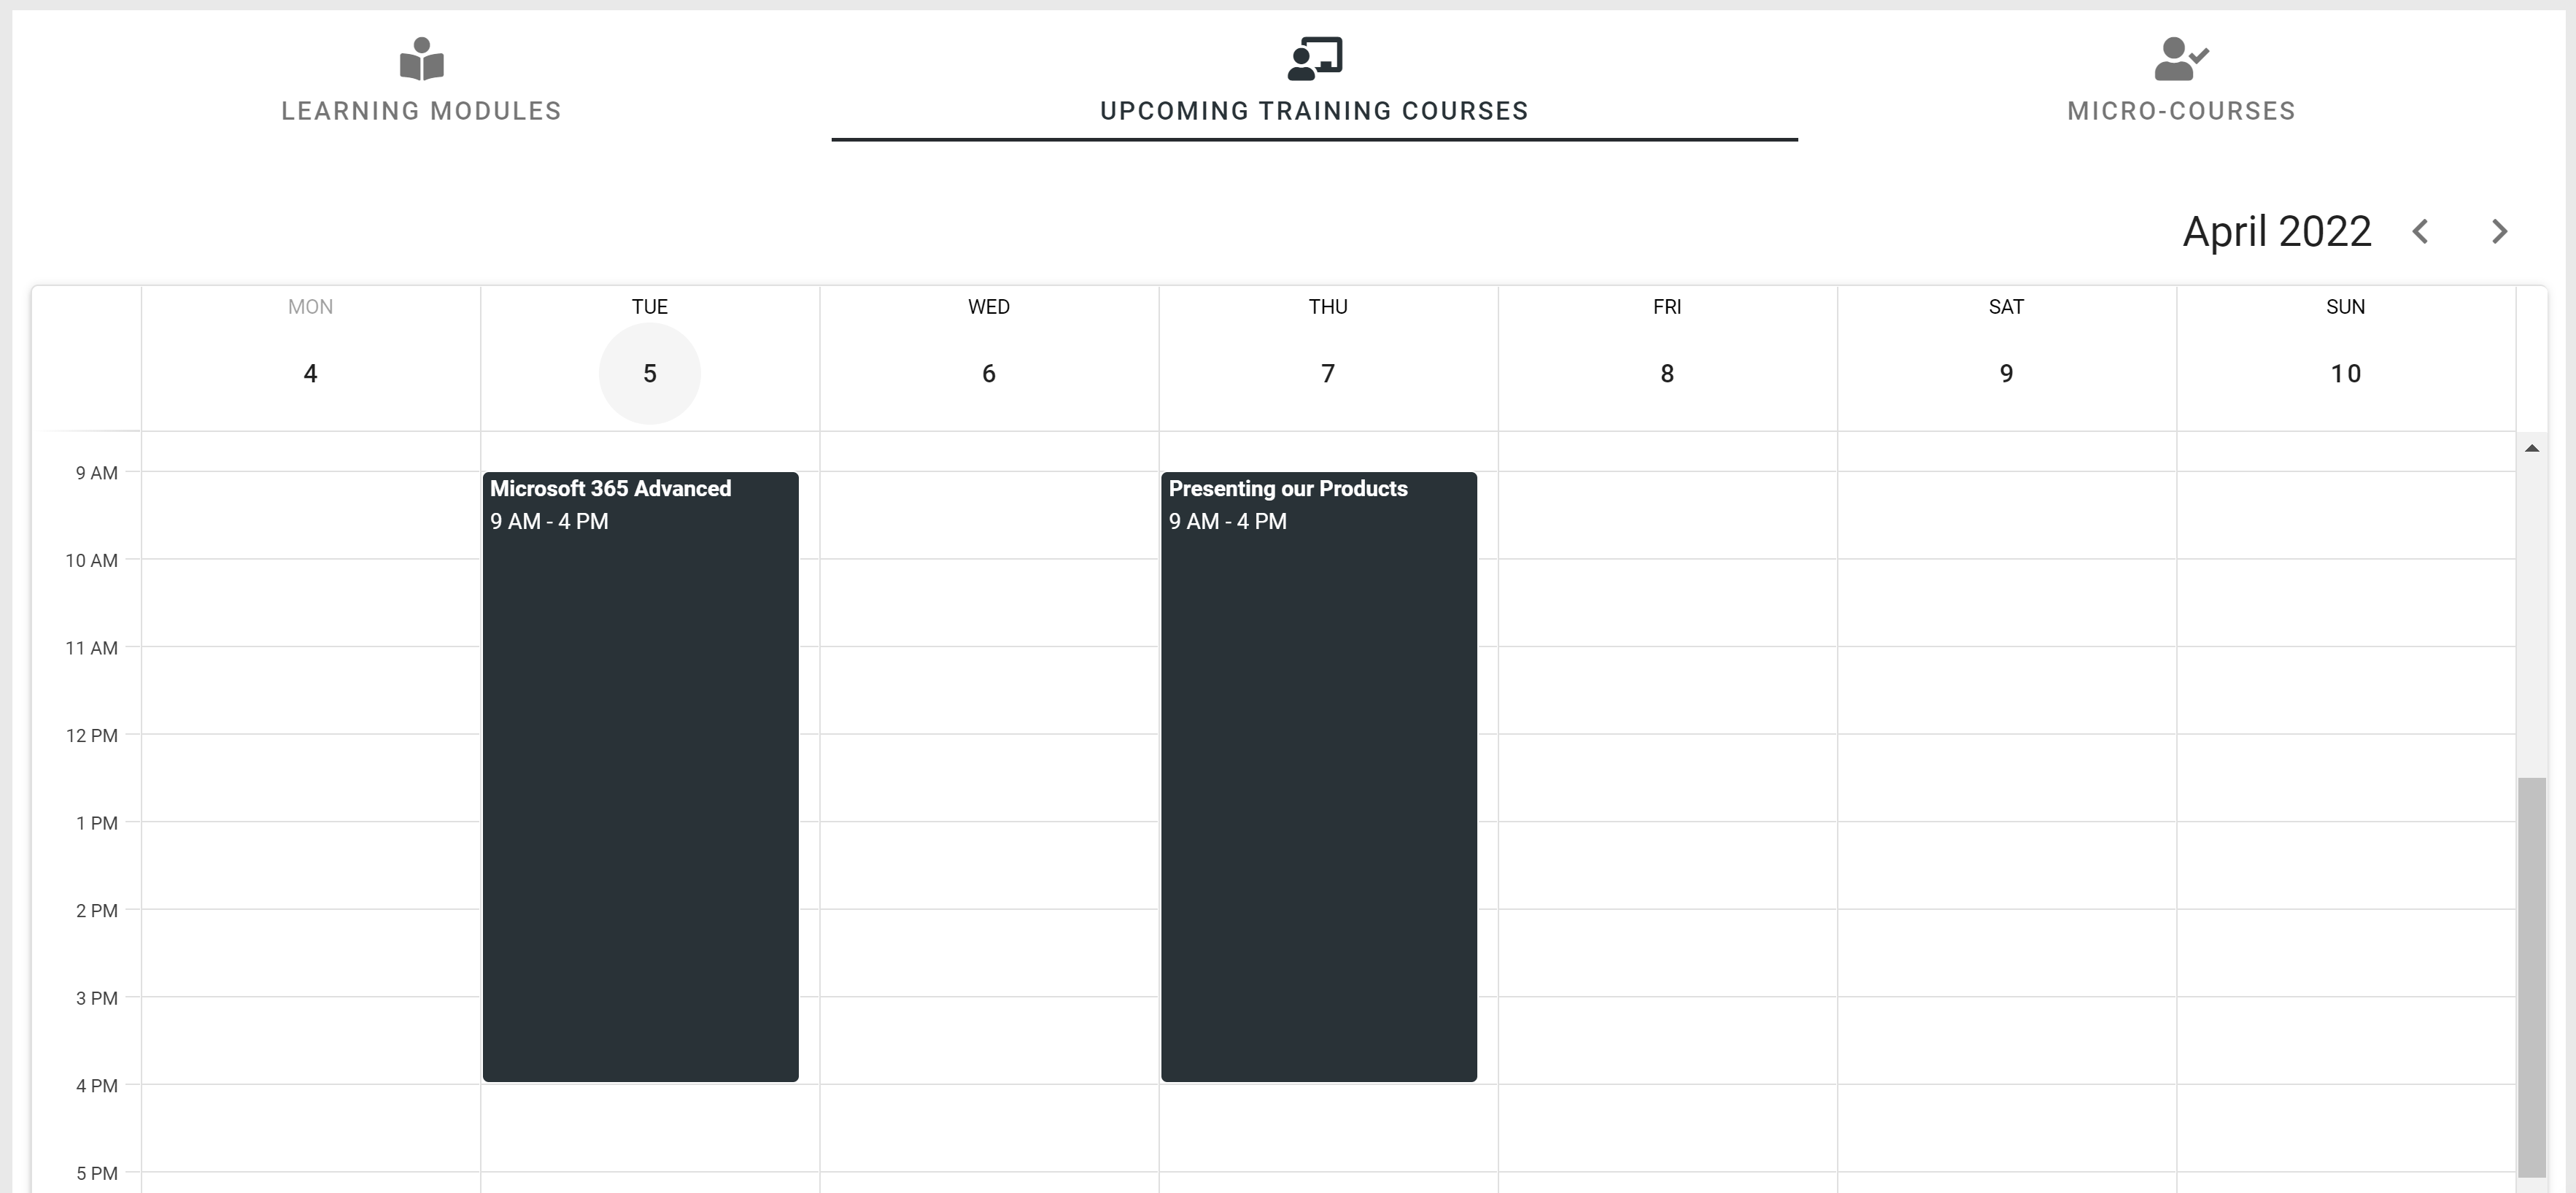 LEARNING MODULES
UPCOMING TRAINING COURSES
MICRO-COURSES
April 2022
MON
TUE
WED
THU
FRI
SAT
SUN
4
5
6
7
8
9
10
9 AM
Microsoft 365 Advanced
9 AM - 4 PM
Presenting our Products
9 AM - 4 PM
10 AM
11 AM
12 PM
1 PM
2 PM
3 PM
4 PM
5 PM